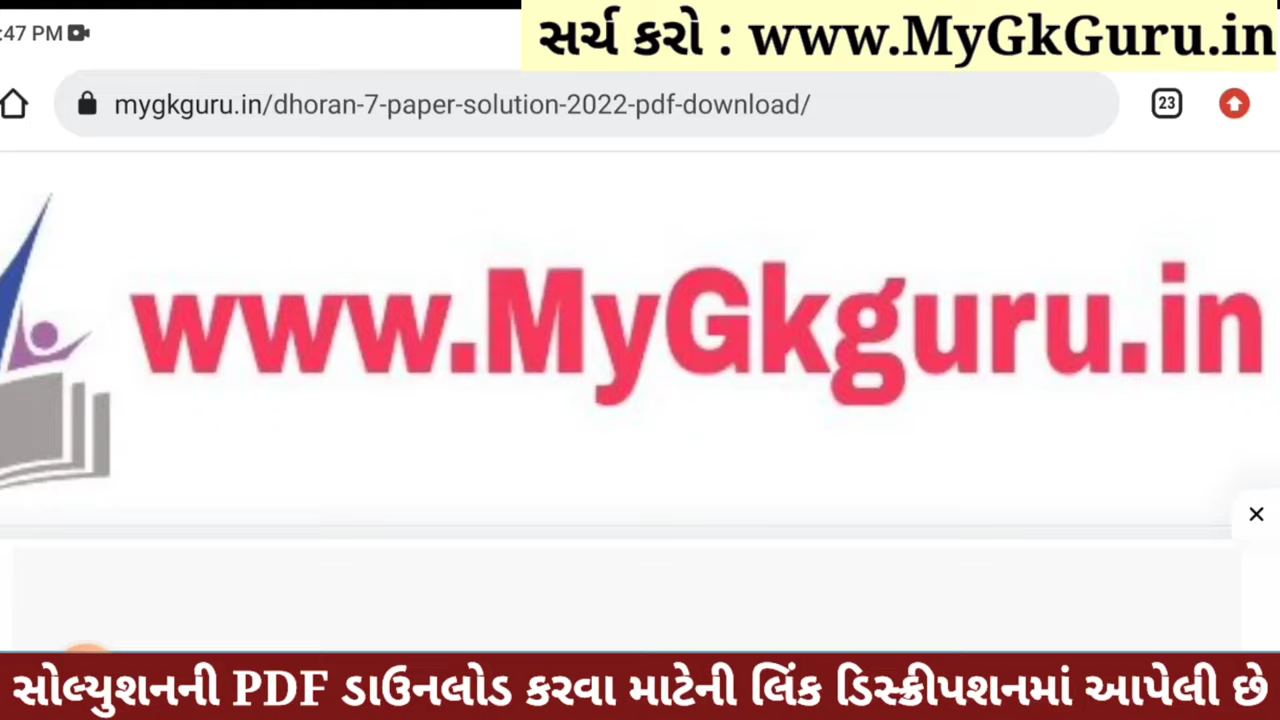 સર્ચ કરો : www.MyGkGuru.in
:47 PM
mygkguru.in/dhoran-7-paper-solution-2022-pdf-download/
23
www.MyGkguru.in
સોલ્યુશનની PDF ડાઉનલોડ કરવા માટેની લિંક ડિસ્ક્રીપશનમાં આપેલી છે